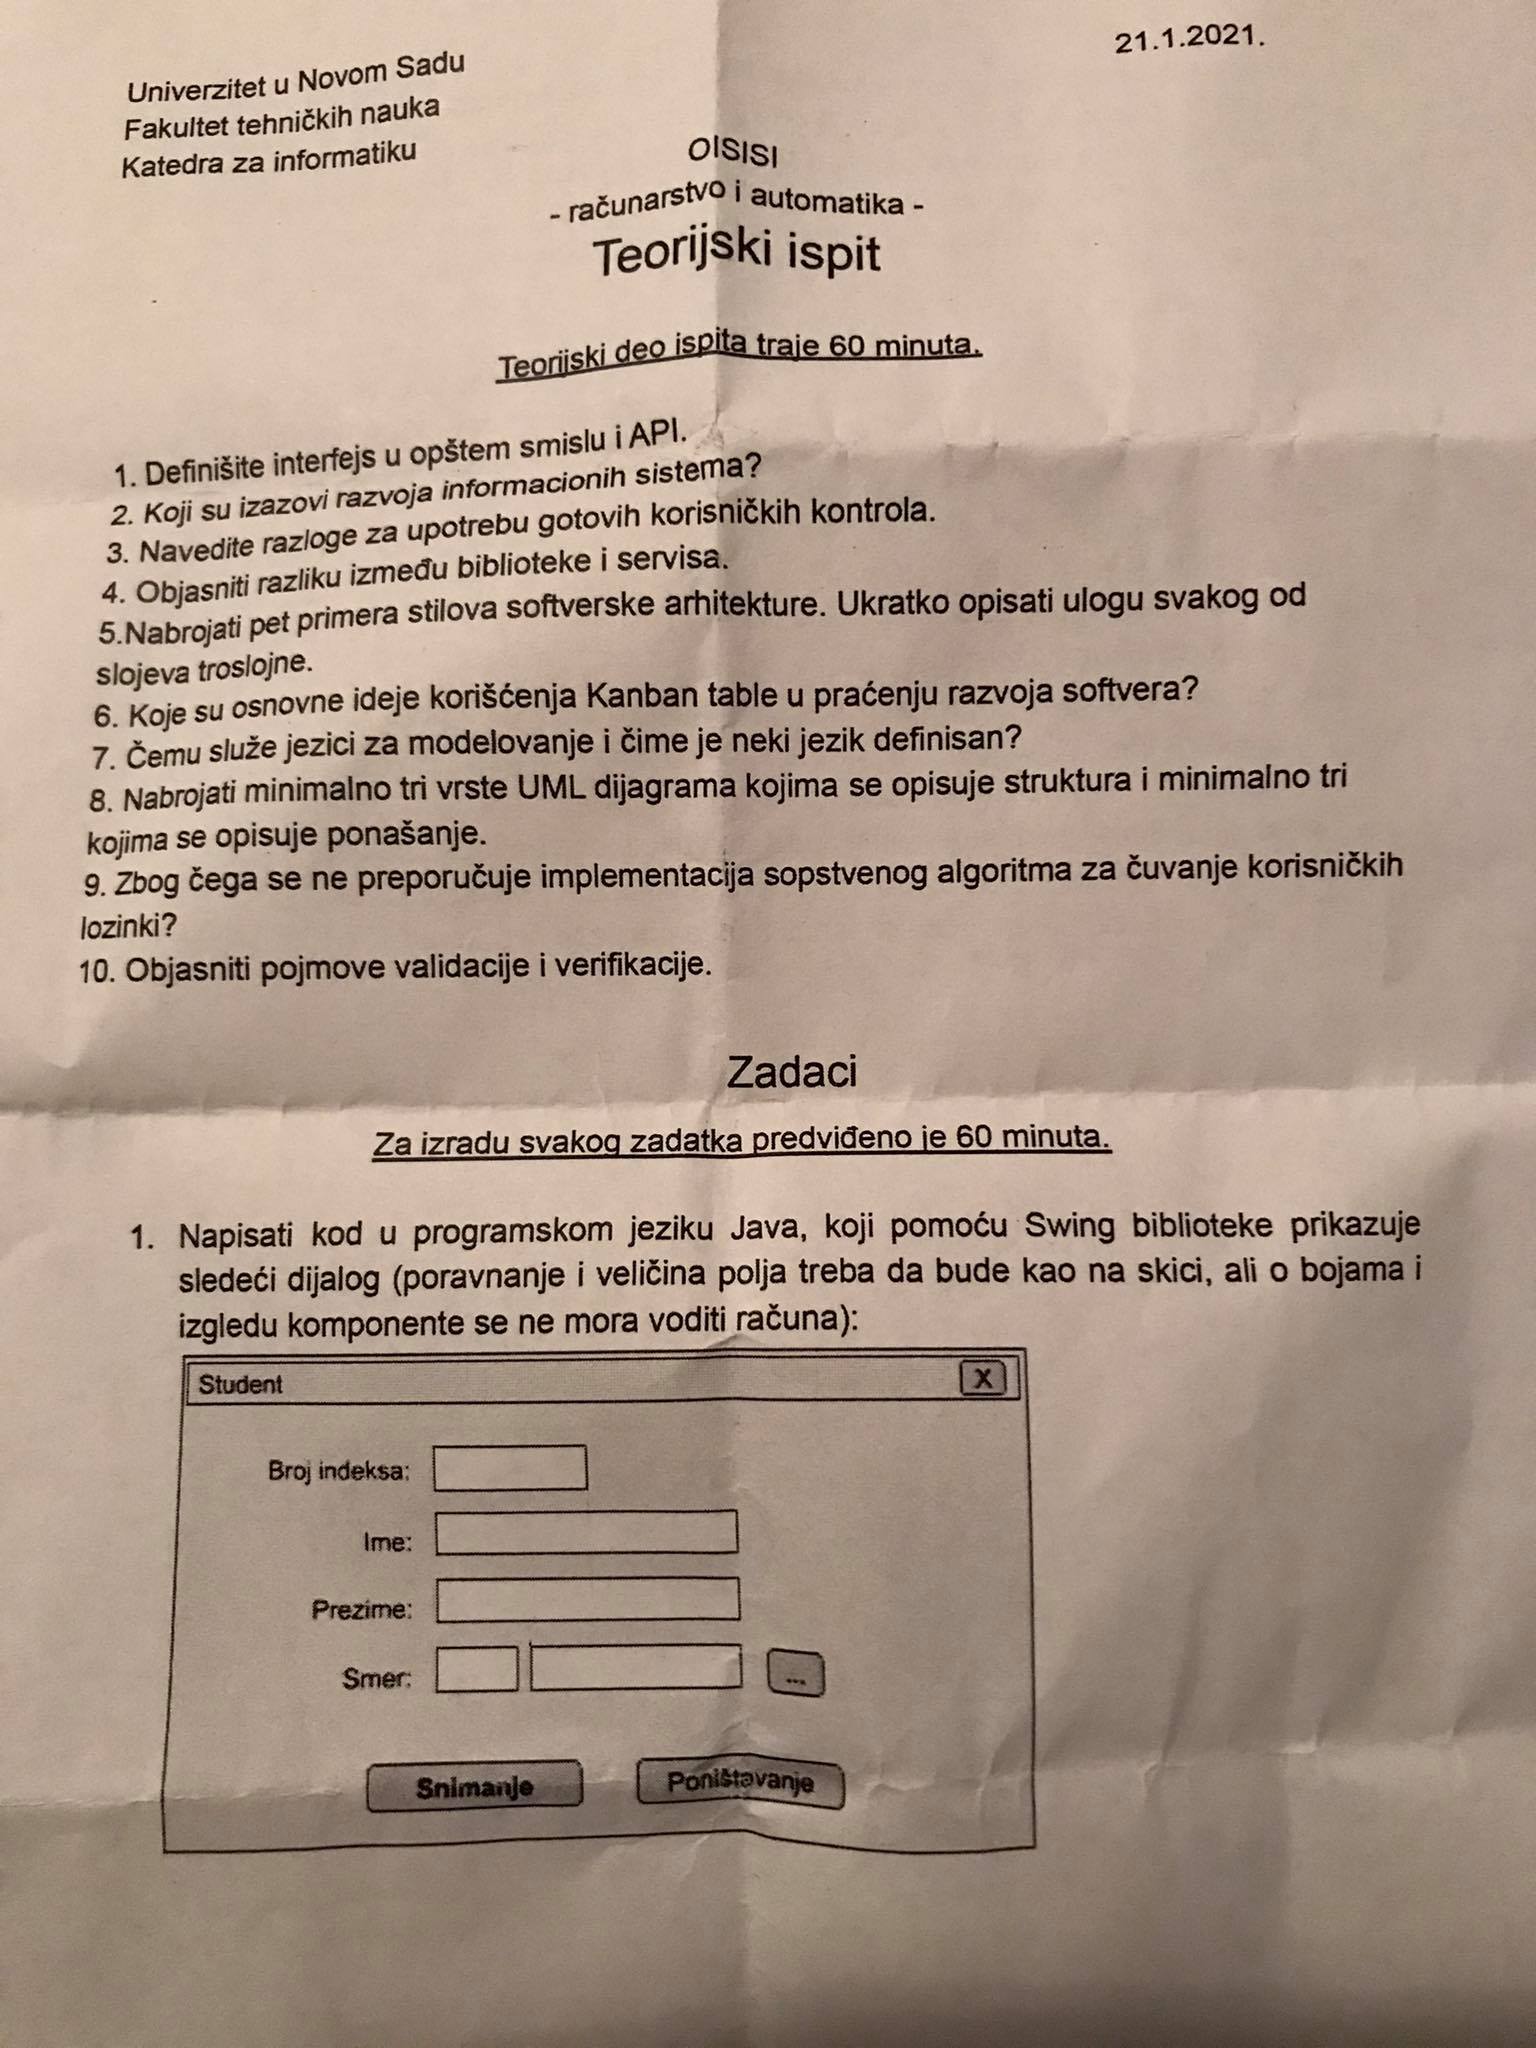 21.1.2021.
Univerzitet u Novom Sadu
Fakultet tehničkih nauka
Katedra za informatiku
OISISI
- računarstvo i automatika -
Teorijski ispit
Teorijski deo ispita traje 60 minuta.
1. Definišite interfejs u opštem smislu i API.
2. Koji su izazovi razvoja informacionih sistema?
3. Navedite razloge za upotrebu gotovih korisničkih kontrola.
4. Objasniti razliku između biblioteke i servisa.
5.Nabrojati pet primera stilova softverske arhitekture. Ukratko opisati ulogu svakog od
slojeva troslojne.
6. Koje su osnovne ideje korišćenja Kanban table u praćenju razvoja softvera?
7. Čemu služe jezici za modelovanje i čime je neki jezik definisan?
8. Nabrojati minimalno tri vrste UML dijagrama kojima se opisuje struktura i minimalno tri
kojima se opisuje ponašanje.
9. Zbog čega se ne preporučuje implementacija sopstvenog algoritma za čuvanje korisničkih
lozinki?
10. Objasniti pojmove validacije i verifikacije.
Zadaci
Za izradu svakog zadatka predviđeno je 60 minuta.
1. Napisati kod u programskom jeziku Java, koji pomoću Swing biblioteke prikazuje
sledeći dijalog (poravnanje i veličina polja treba da bude kao na skici, ali o bojama i
izgledu komponente se ne mora voditi računa):
Student X
Broj indeksa:
Ime:
Prezime:
Smer: ...
Snimanje Poništavanje